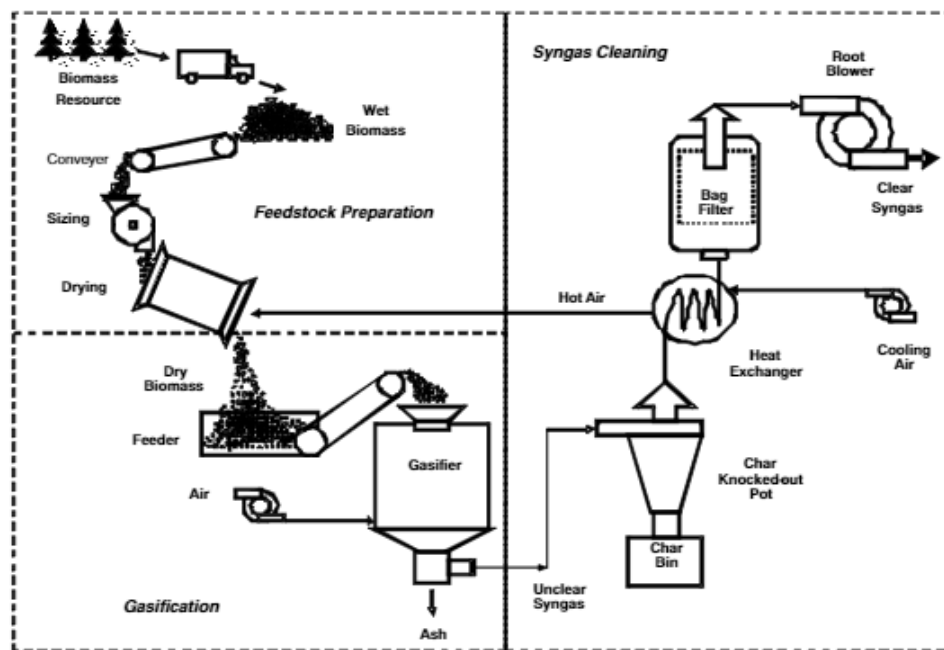 Biomass
Resource
Wet
Biomass
Conveyer
Sizing
Feedstock Preparation
Drying
Syngas Cleaning
Root
Blower
Bag
Filter
Clear
Syngas
Hot Air
Heat
Exchanger
Cooling
Air
Dry
Biomass
Feeder
Gasifier
Air
Gasification
Ash
Unclear
Syngas
Char
Knocked-out
Pot
Char
Bin